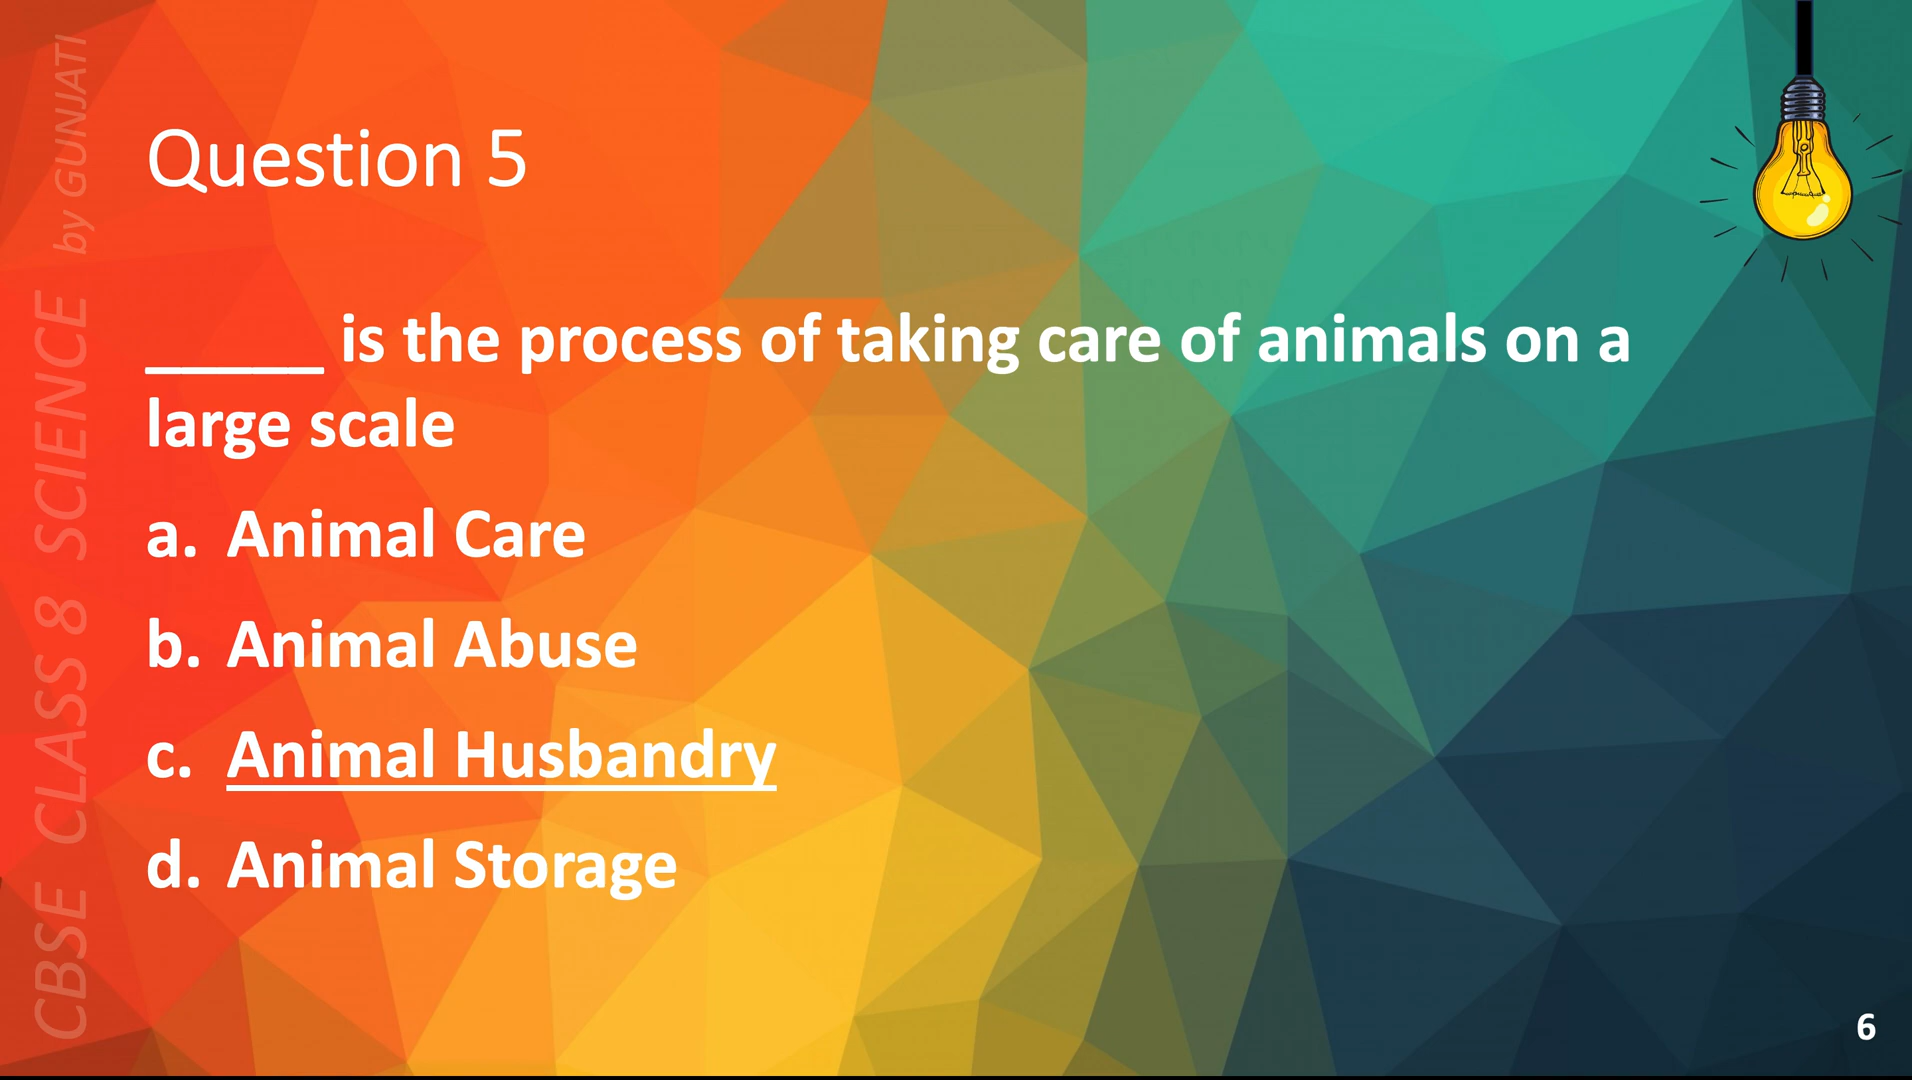 CBSE CLASS 8 SCIENCE by GUNJATI
Question 5
_____ is the process of taking care of animals on a
large scale
a. Animal Care
b. Animal Abuse
c. Animal Husbandry
d. Animal Storage
6